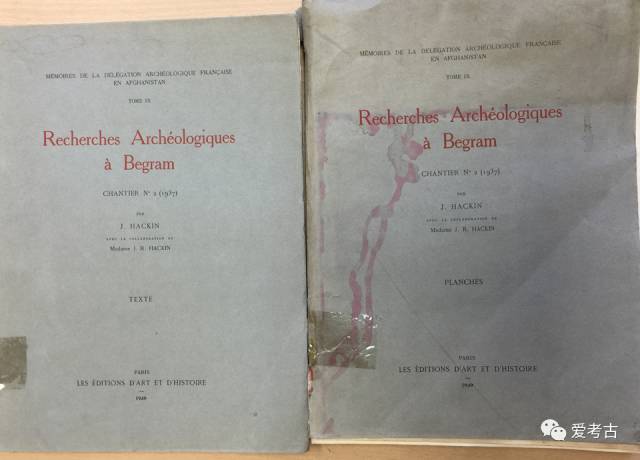 MÉMOIRES DE LA DÉLÉGATION ARCHÉOLOGIQUE FRANÇAISE
EN AFGHANISTAN
TOME IX
Recherches Archéologiques
à Begram
CHANTIER Nº 2 (1937)
PAR
J. HACKIN
AVEC LA COLLABORATION DE
Madame J. R. HACKIN
TEXTE
PARIS
LES ÉDITIONS D'ART ET D'HISTOIRE
1939
MÉMOIRES DE LA DÉLÉGATION ARCHÉOLOGIQUE FRANÇAISE
EN AFGHANISTAN
TOME IX
Recherches Archéologiques
à Begram
CHANTIER Nº 2 (1937)
PAR
J. HACKIN
AVEC LA COLLABORATION DE
Madame J. R. HACKIN
PLANCHES
PARIS
LES ÉDITIONS D'ART ET D'HISTOIRE
1939
爱考古